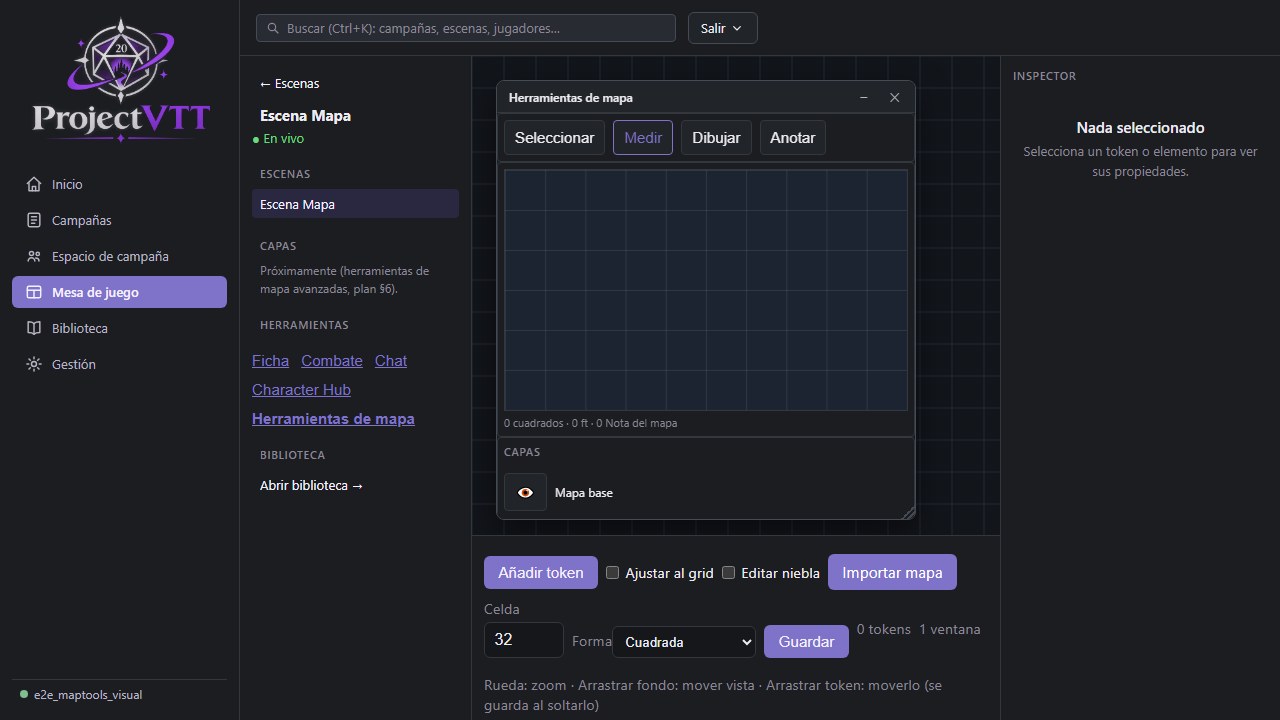 20
ProjectVTT
Inicio
Campañas
Espacio de campaña
Mesa de juego
Biblioteca
Gestión
e2e_maptools_visual
Buscar (Ctrl+K): campañas, escenas, jugadores...
Salir
← Escenas
Escena Mapa
En vivo
ESCENAS
Escena Mapa
CAPAS
Próximamente (herramientas de
mapa avanzadas, plan §6).
HERRAMIENTAS
Ficha Combate Chat
Character Hub
Herramientas de mapa
BIBLIOTECA
Abrir biblioteca →
Herramientas de mapa
Seleccionar Medir Dibujar Anotar
0 cuadrados · 0 ft · 0 Nota del mapa
CAPAS
Mapa base
Añadir token Ajustar al grid Editar niebla Importar mapa
Celda
32 Forma Cuadrada Guardar 0 tokens 1 ventana
Rueda: zoom · Arrastrar fondo: mover vista · Arrastrar token: moverlo (se
guarda al soltarlo)
INSPECTOR
Nada seleccionado
Selecciona un token o elemento para ver
sus propiedades.